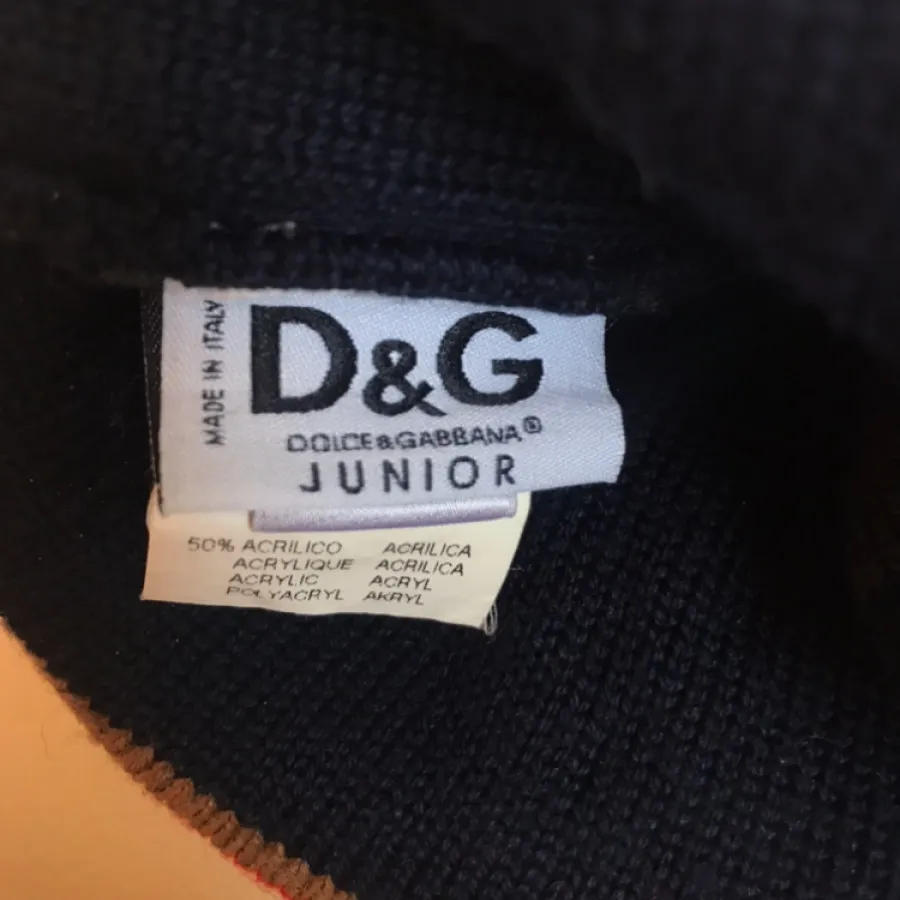 MADE IN ITALY
D&G
DOLCE&GABBANA®
JUNIOR
50% ACRILICO ACRILICA
ACRYLIQUE ACRILICA
ACRYLIC ACRYL
POLYACRYL AKRYL